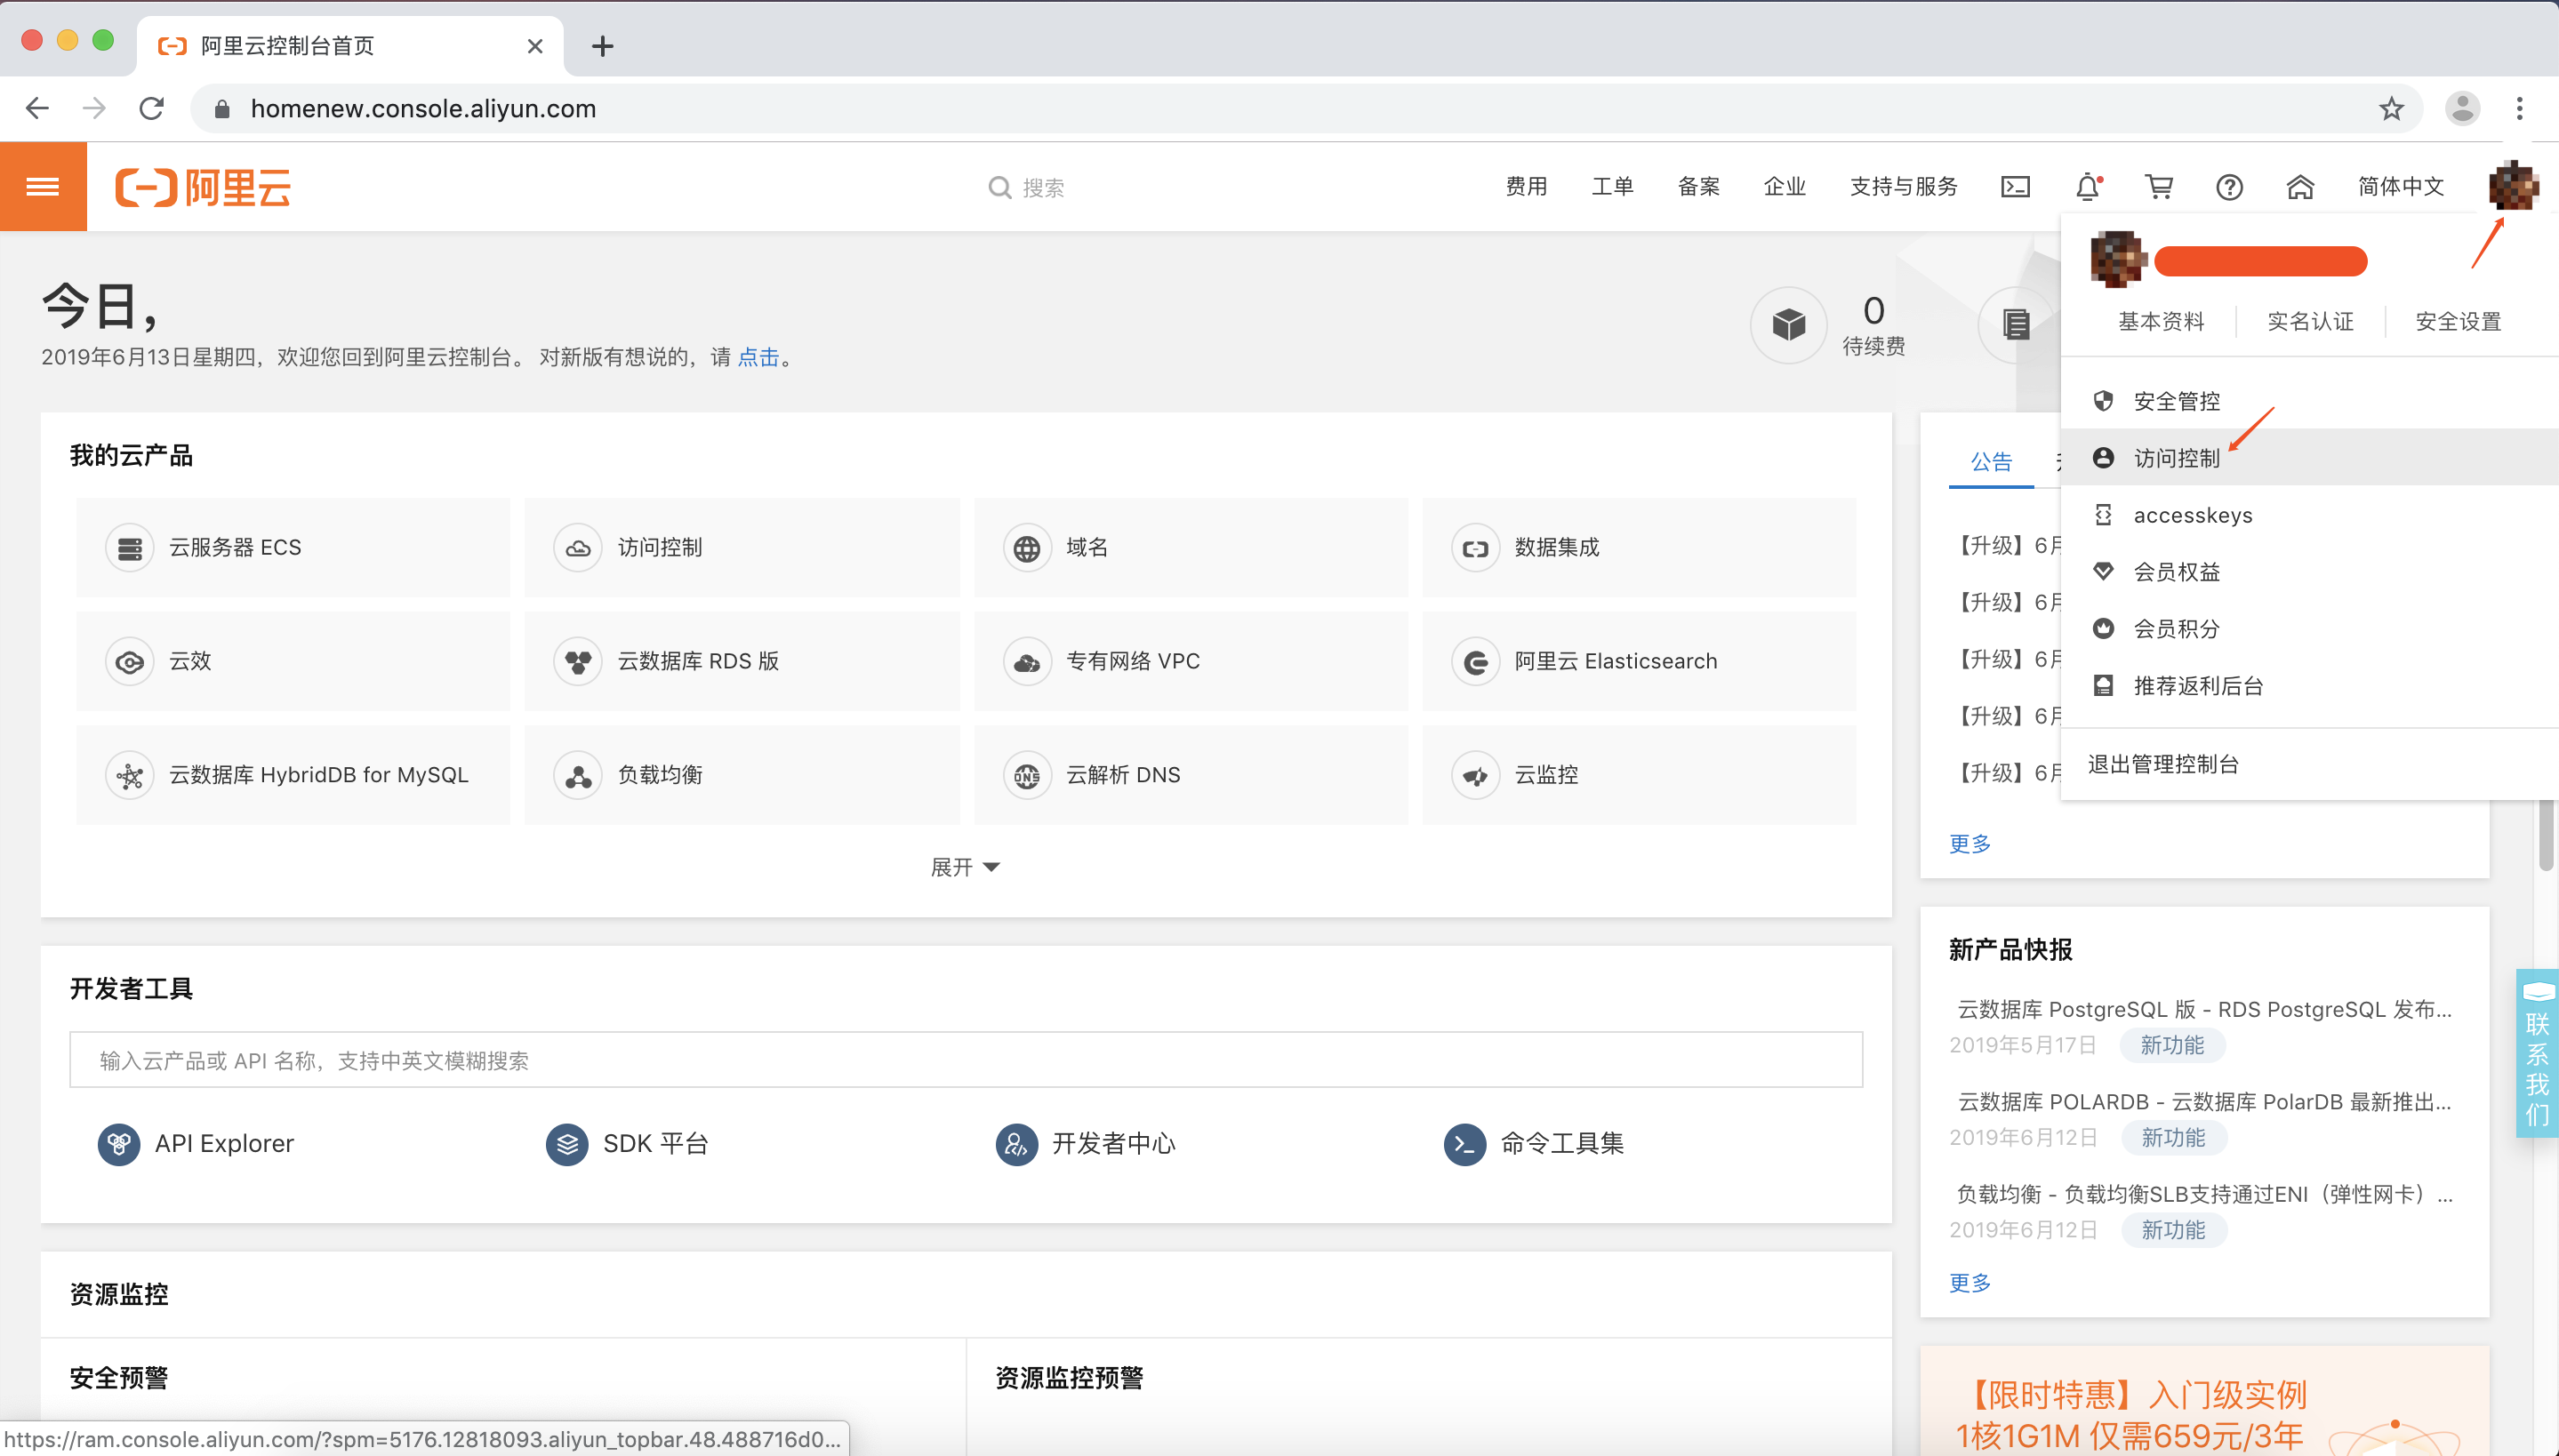 阿里云控制台首页
homenew.console.aliyun.com
阿里云
搜索
费用 工单 备案 企业 支持与服务 简体中文
基本资料 实名认证 安全设置
安全管控
访问控制
accesskeys
会员权益
会员积分
推荐返利后台
退出管理控制台
今日，
2019年6月13日星期四，欢迎您回到阿里云控制台。 对新版有想说的，请 点击。
0
待续费
我的云产品
云服务器 ECS 访问控制 域名 数据集成
云效 云数据库 RDS 版 专有网络 VPC 阿里云 Elasticsearch
云数据库 HybridDB for MySQL 负载均衡 DNS 云解析 DNS 云监控
展开
公告
【升级】6月
【升级】6月
【升级】6月
【升级】6月
【升级】6月
更多
开发者工具
输入云产品或 API 名称，支持中英文模糊搜索
API Explorer SDK 平台 开发者中心 命令工具集
新产品快报
云数据库 PostgreSQL 版 - RDS PostgreSQL 发布...
2019年5月17日 新功能
云数据库 POLARDB - 云数据库 PolarDB 最新推出...
2019年6月12日 新功能
负载均衡 - 负载均衡SLB支持通过ENI（弹性网卡）...
2019年6月12日 新功能
更多
联系我们
资源监控
安全预警 资源监控预警
【限时特惠】入门级实例
1核1G1M 仅需659元/3年
https://ram.console.aliyun.com/?spm=5176.12818093.aliyun_topbar.48.488716d0...